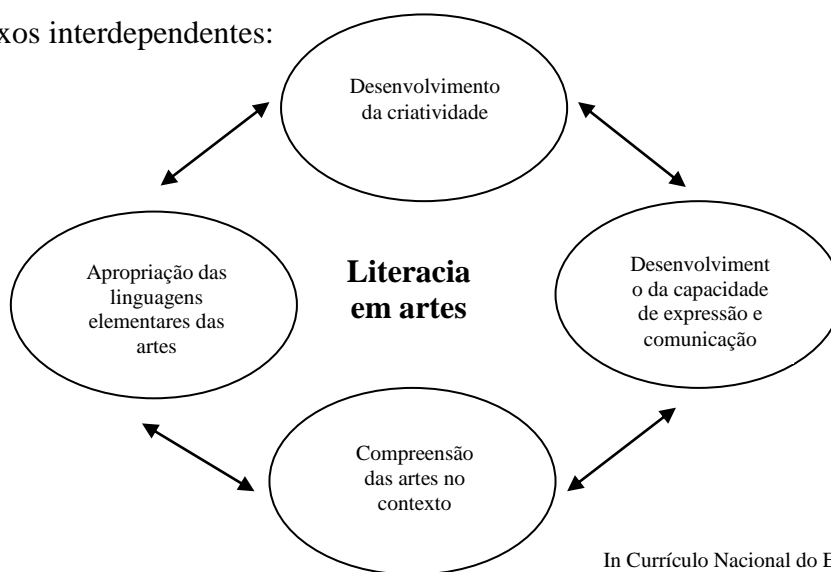 xos interdependentes:
Desenvolvimento
da criatividade
Apropriação das
linguagens
elementares das
artes
Literacia
em artes
Desenvolviment
o da capacidade
de expressão e
comunicação
Compreensão
das artes no
contexto
In Currículo Nacional do E